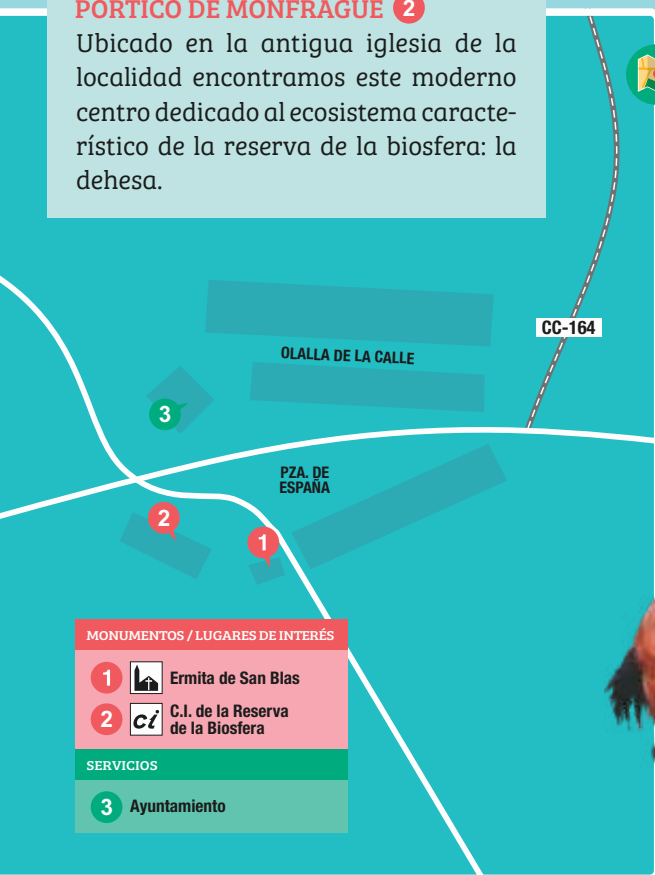 PÓRTICO DE MONFRAGÜE 2
Ubicado en la antigua iglesia de la
localidad encontramos este moderno
centro dedicado al ecosistema caracte-
rístico de la reserva de la biosfera: la
dehesa.
CC-164
OLALLA DE LA CALLE
3
PZA. DE
ESPAÑA
2
1
MONUMENTOS / LUGARES DE INTERÉS
1 Ermita de San Blas
2 ci C.I. de la Reserva
de la Biosfera
SERVICIOS
3 Ayuntamiento